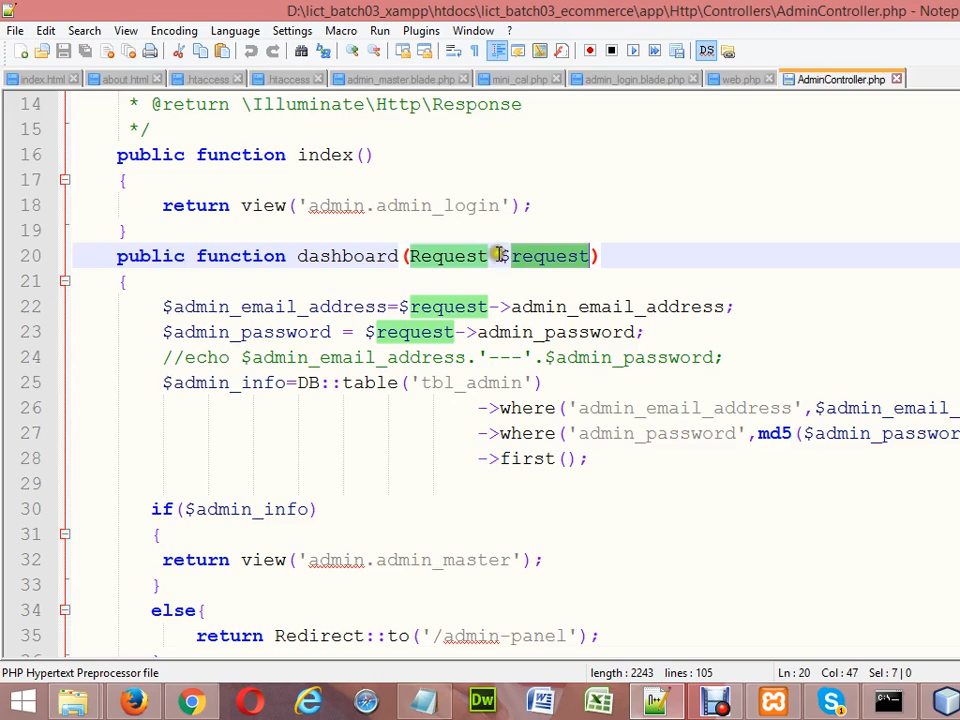 D:\lict_batch03_xampp\htdocs\lict_batch03_ecommerce\app\Http\Controllers\AdminController.php - Notep
File Edit Search View Encoding Language Settings Macro Run Plugins Window ?
index.html about.html .htaccess .htaccess admin_master.blade.php mini_cal.php admin_login.blade.php web.php AdminController.php
14 * @return \Illuminate\Http\Response
15 */
16 public function index()
17 {
18 return view('admin.admin_login');
19 }
20 public function dashboard(Request $request)
21 {
22 $admin_email_address=$request->admin_email_address;
23 $admin_password = $request->admin_password;
24 //echo $admin_email_address.'---'.$admin_password;
25 $admin_info=DB::table('tbl_admin')
26 ->where('admin_email_address',$admin_email_
27 ->where('admin_password',md5($admin_passwor
28 ->first();
29
30 if($admin_info)
31 {
32 return view('admin.admin_master');
33 }
34 else{
35 return Redirect::to('/admin-panel');
PHP Hypertext Preprocessor file length : 2243 lines : 105 Ln : 20 Col : 47 Sel : 7 | 0